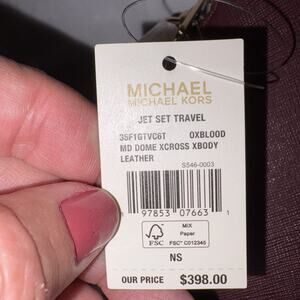 MICHAEL
MICHAEL KORS
JET SET TRAVEL
35F1GTVC6T OXBLOOD
MD DOME XCROSS XBODY
LEATHER
S546-0003
97853 07663 1
FSC
MIX
Paper
FSC® C012345
NS
OUR PRICE $398.00